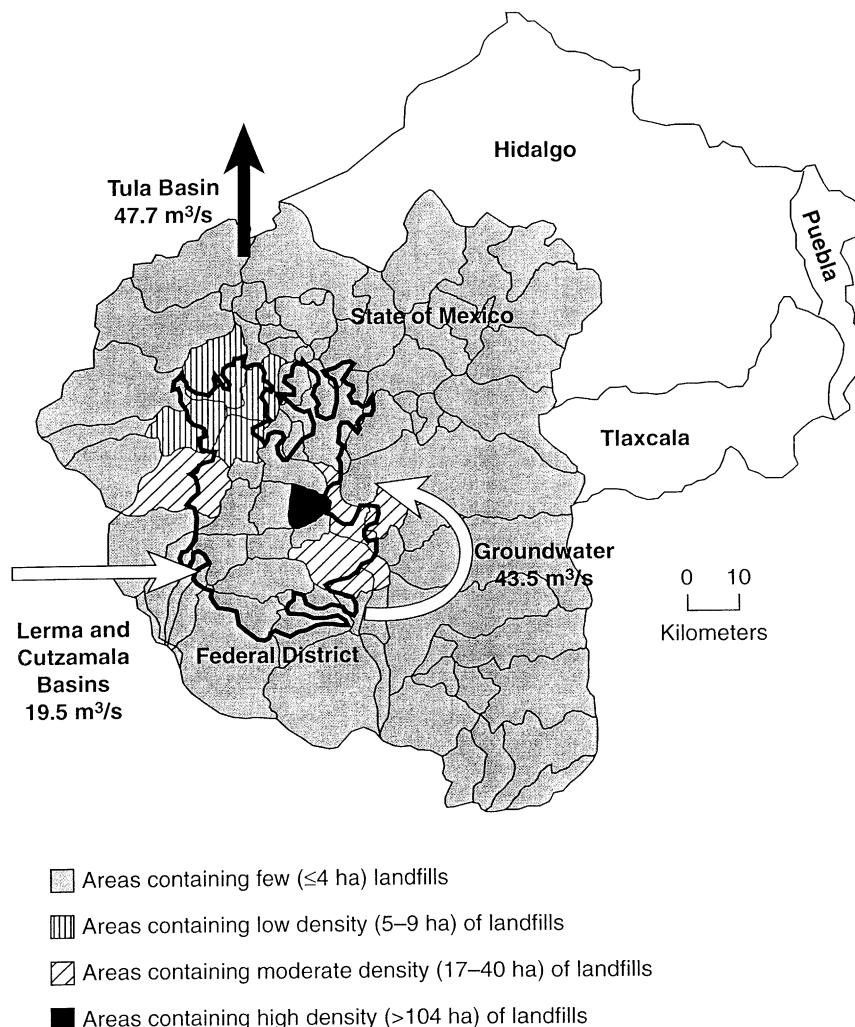 Hidalgo
Tula Basin
47.7 m³/s
Puebla
State of Mexico
Tlaxcala
Groundwater
43.5 m³/s
0 10
Kilometers
Lerma and
Cutzamala
Basins
19.5 m³/s
Federal District
Areas containing few (≤4 ha) landfills
Areas containing low density (5–9 ha) of landfills
Areas containing moderate density (17–40 ha) of landfills
Areas containing high density (>104 ha) of landfills